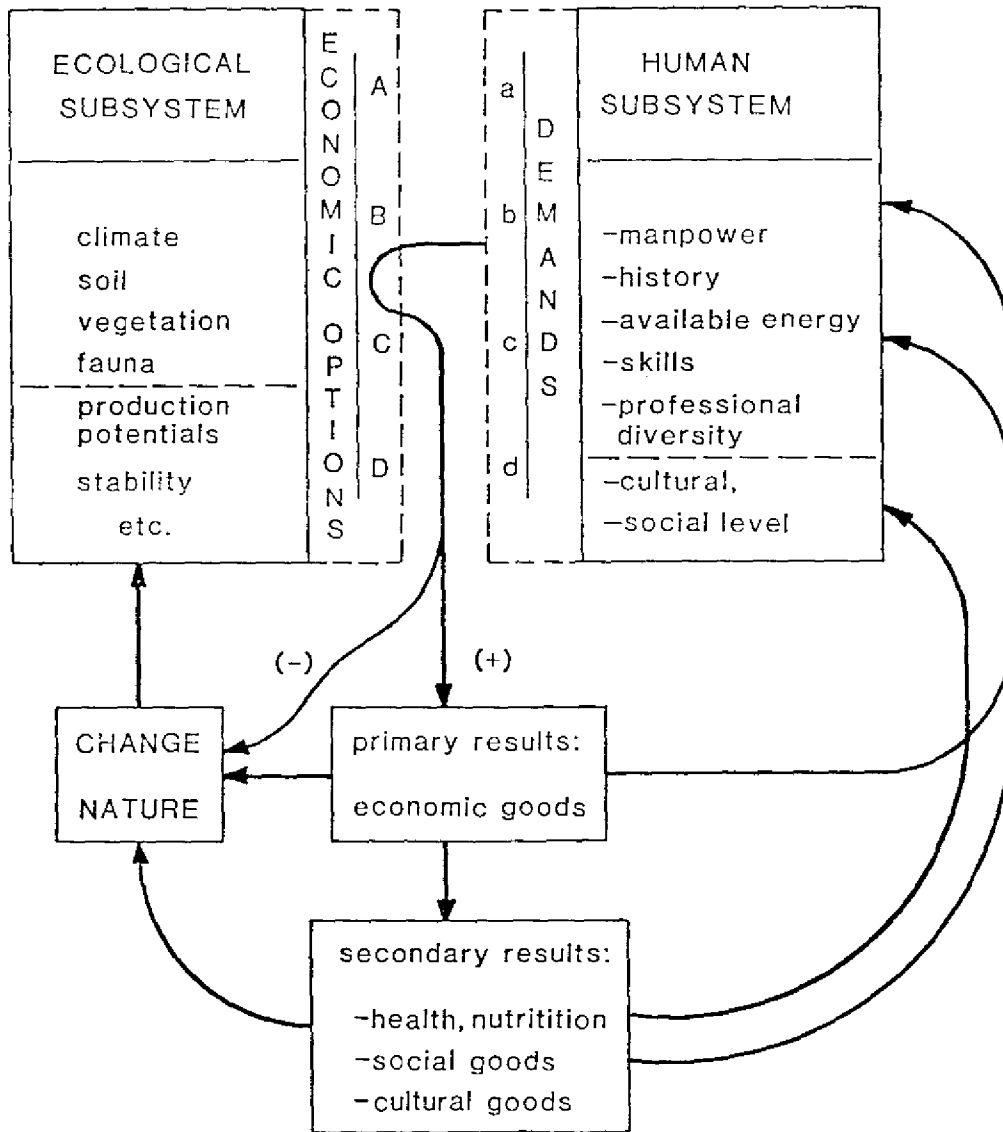 ECOLOGICAL
SUBSYSTEM
climate
soil
vegetation
fauna
production
potentials
stability
etc.
ECONOMIC OPTIONS
A
B
C
D
a
b
c
d
DEMANDS
HUMAN
SUBSYSTEM
-manpower
-history
-available energy
-skills
-professional
diversity
-cultural,
-social level
(-)
(+)
CHANGE
NATURE
primary results:
economic goods
secondary results:
-health, nutritition
-social goods
-cultural goods